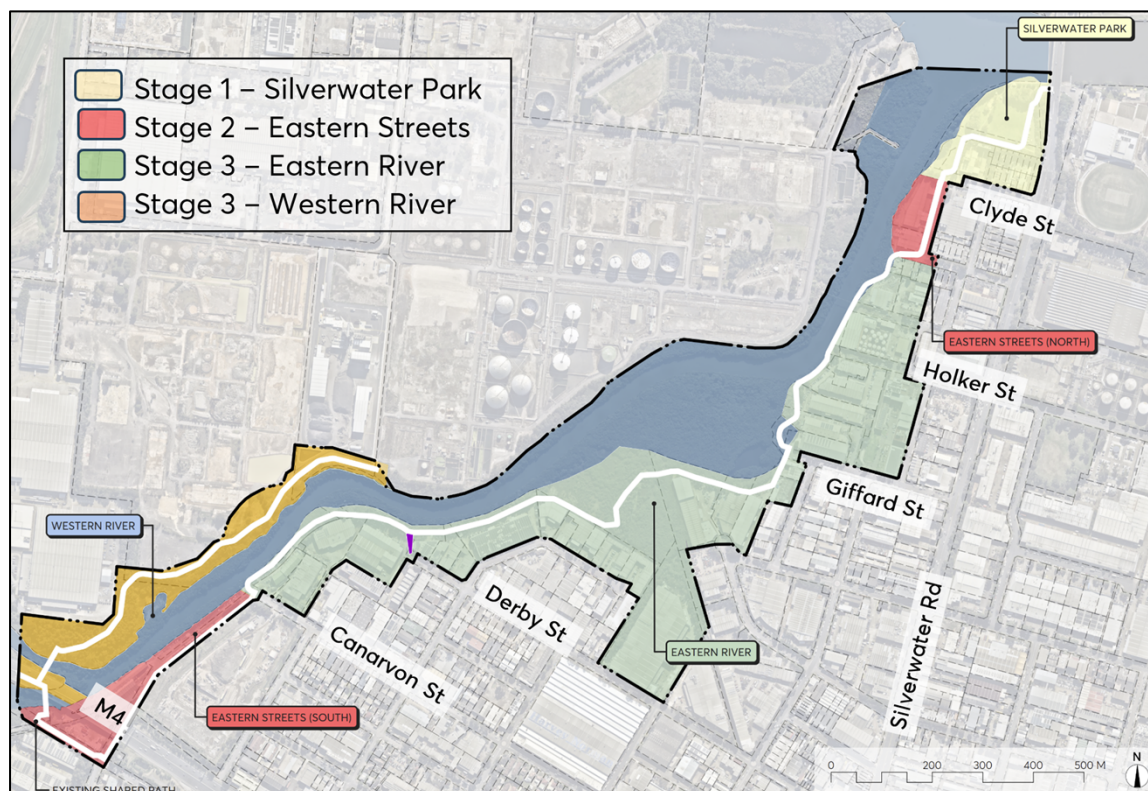 SILVERWATER PARK
Stage 1 – Silverwater Park
Stage 2 – Eastern Streets
Stage 3 – Eastern River
Stage 3 – Western River
Clyde St
EASTERN STREETS (NORTH)
Holker St
Giffard St
WESTERN RIVER
Silverwater Rd
Derby St
Canarvon St
EASTERN RIVER
M4
EASTERN STREETS (SOUTH)
N
0 200 300 400 500 M
EXISTING SHARED PATH